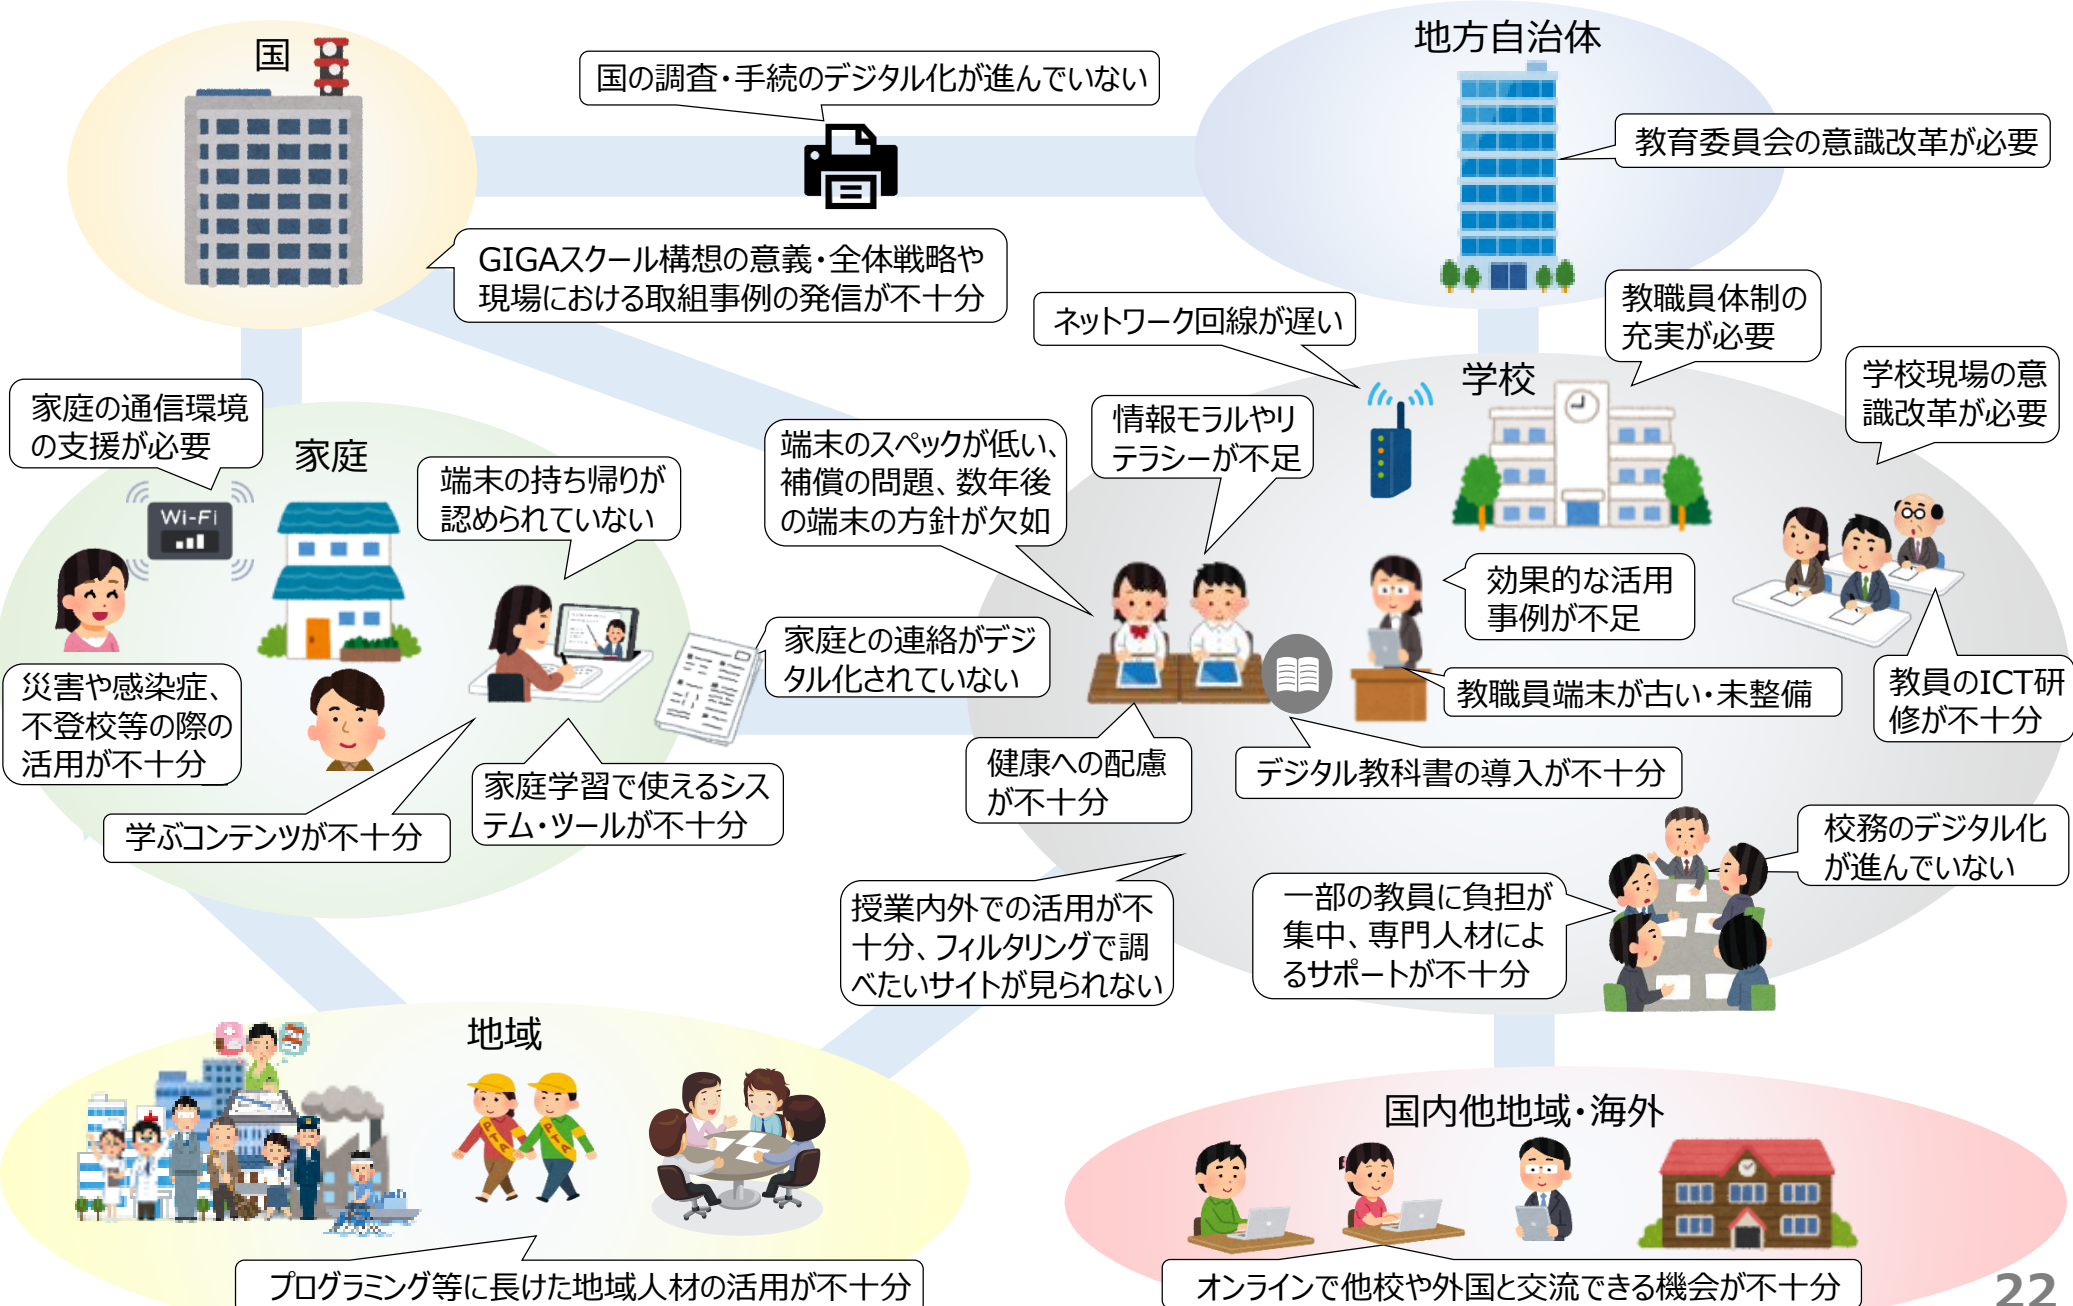 国
地方自治体
国の調査・手続のデジタル化が進んでいない
教育委員会の意識改革が必要
GIGAスクール構想の意義・全体戦略や
現場における取組事例の発信が不十分
ネットワーク回線が遅い
教職員体制の
充実が必要
学校
学校現場の意
識改革が必要
家庭の通信環境
の支援が必要
家庭
端末の持ち帰りが
認められていない
端末のスペックが低い、
補償の問題、数年後
の端末の方針が欠如
情報モラルやリ
テラシーが不足
Wi-Fi
効果的な活用
事例が不足
家庭との連絡がデジ
タル化されていない
教職員端末が古い・未整備
教員のICT研
修が不十分
災害や感染症、
不登校等の際の
活用が不十分
健康への配慮
が不十分
デジタル教科書の導入が不十分
家庭学習で使えるシス
テム・ツールが不十分
学ぶコンテンツが不十分
校務のデジタル化
が進んでいない
授業内外での活用が不
十分、フィルタリングで調
べたいサイトが見られない
一部の教員に負担が
集中、専門人材によ
るサポートが不十分
地域
PTA
PTA
国内他地域・海外
プログラミング等に長けた地域人材の活用が不十分
オンラインで他校や外国と交流できる機会が不十分
22